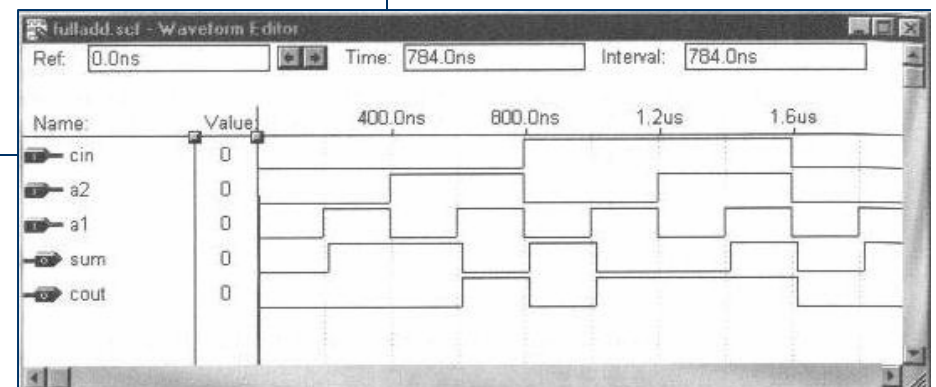 fulladd.scf - Waveform Editor
Ref: 0.0ns Time: 784.0ns Interval: 784.0ns
Name: Value: 400.0ns 800.0ns 1.2us 1.6us
cin 0
a2 0
a1 0
sum 0
cout 0